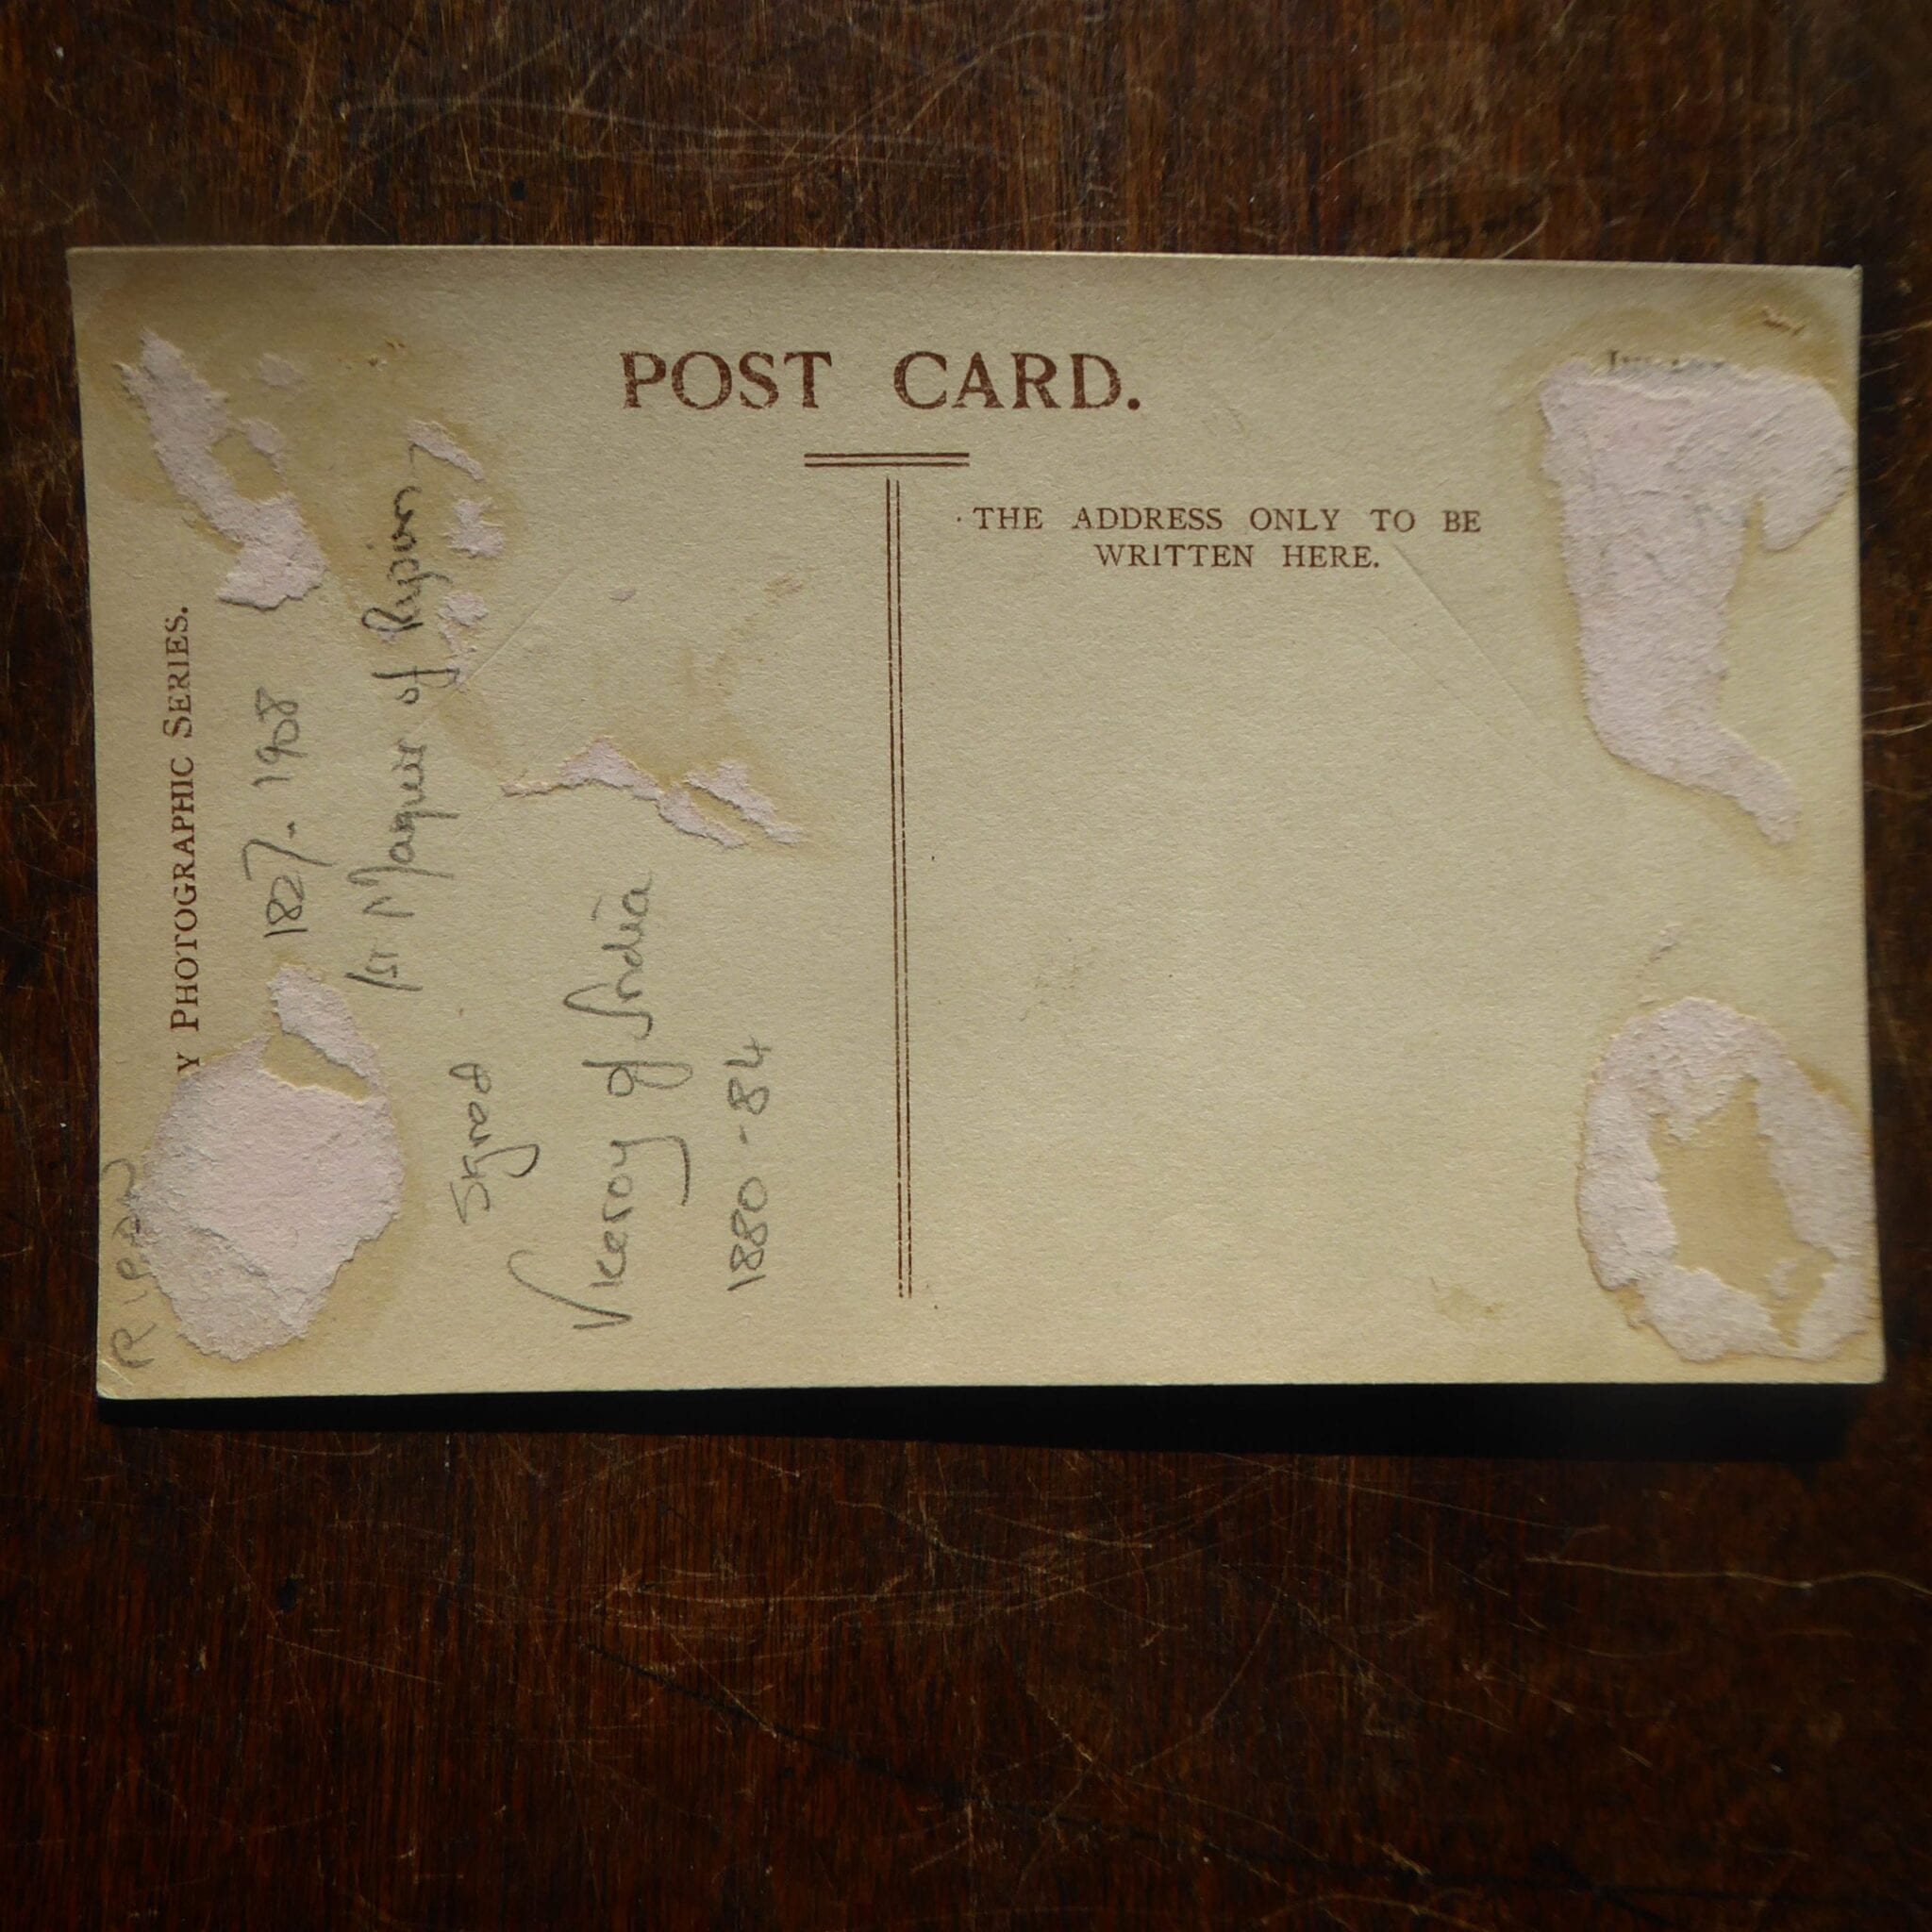 POST CARD.
THE ADDRESS ONLY TO BE
WRITTEN HERE.
Y PHOTOGRAPHIC SERIES.
1827. 1908
1st Marquis of Ripon
Signed
Viceroy of India
1880-84
Ripon